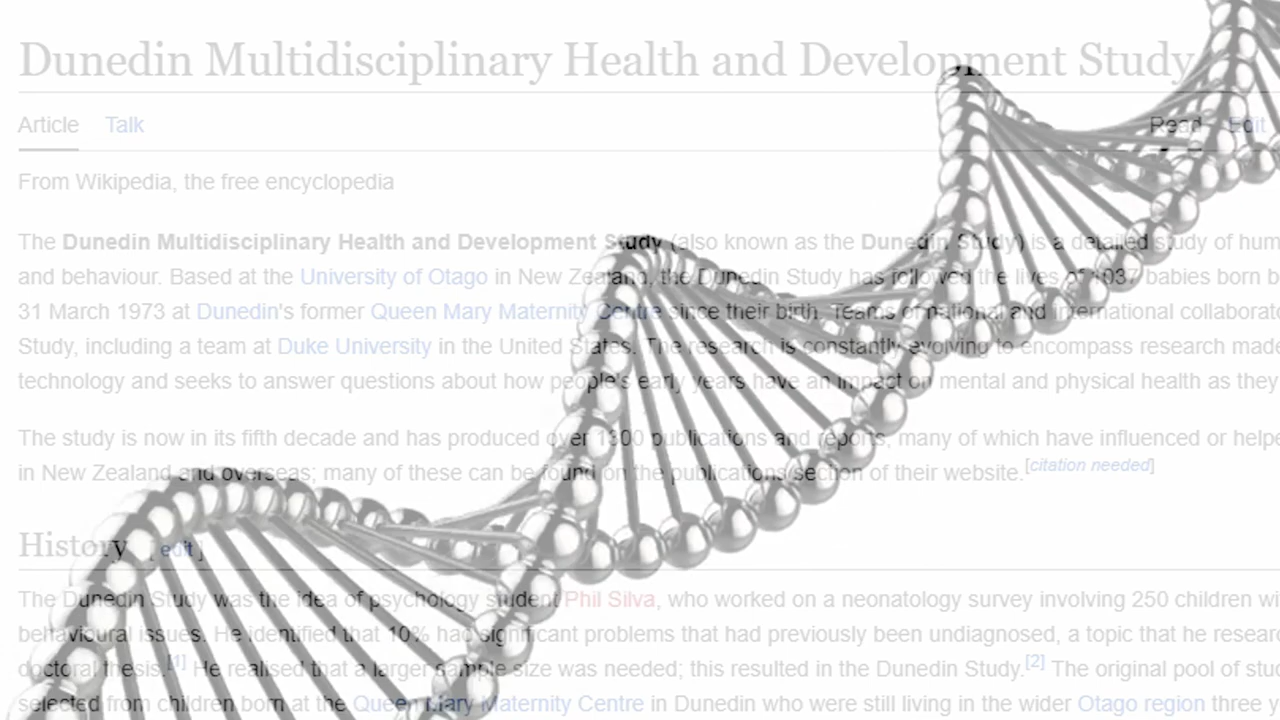 Dunedin Multidisciplinary Health and Development Study
Article Talk Read Edit
From Wikipedia, the free encyclopedia
The Dunedin Multidisciplinary Health and Development Study (also known as the Dunedin Study) is a detailed study of hum
and behaviour. Based at the University of Otago in New Zealand, the Dunedin Study has followed the lives of 1037 babies born b
31 March 1973 at Dunedin's former Queen Mary Maternity Centre since their birth. Teams of national and international collaborato
Study, including a team at Duke University in the United States. The research is constantly evolving to encompass research made
technology and seeks to answer questions about how people's early years have an impact on mental and physical health as they
The study is now in its fifth decade and has produced over 1300 publications and reports, many of which have influenced or helpe
in New Zealand and overseas; many of these can be found on the publications section of their website.[citation needed]
History [ edit ]
The Dunedin Study was the idea of psychology student Phil Silva, who worked on a neonatology survey involving 250 children wi
behavioural issues. He identified that 10% had significant problems that had previously been undiagnosed, a topic that he resear
doctoral thesis.[1] He realised that a larger sample size was needed; this resulted in the Dunedin Study.[2] The original pool of stu
selected from children born at the Queen Mary Maternity Centre in Dunedin who were still living in the wider Otago region three y